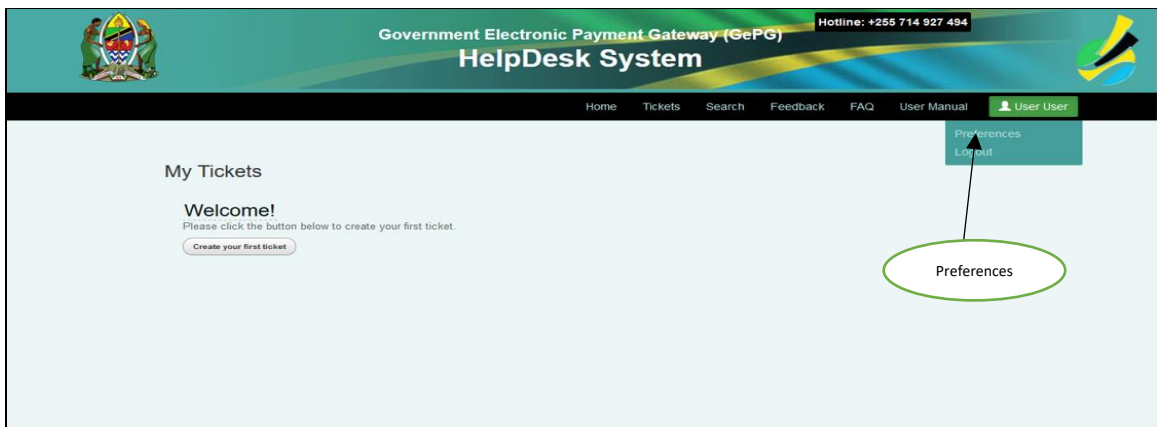 Hotline: +255 714 927 494
Government Electronic Payment Gateway (GePG)
HelpDesk System
Home Tickets Search Feedback FAQ User Manual User User
Preferences
Logout
My Tickets
Welcome!
Please click the button below to create your first ticket.
Create your first ticket
Preferences